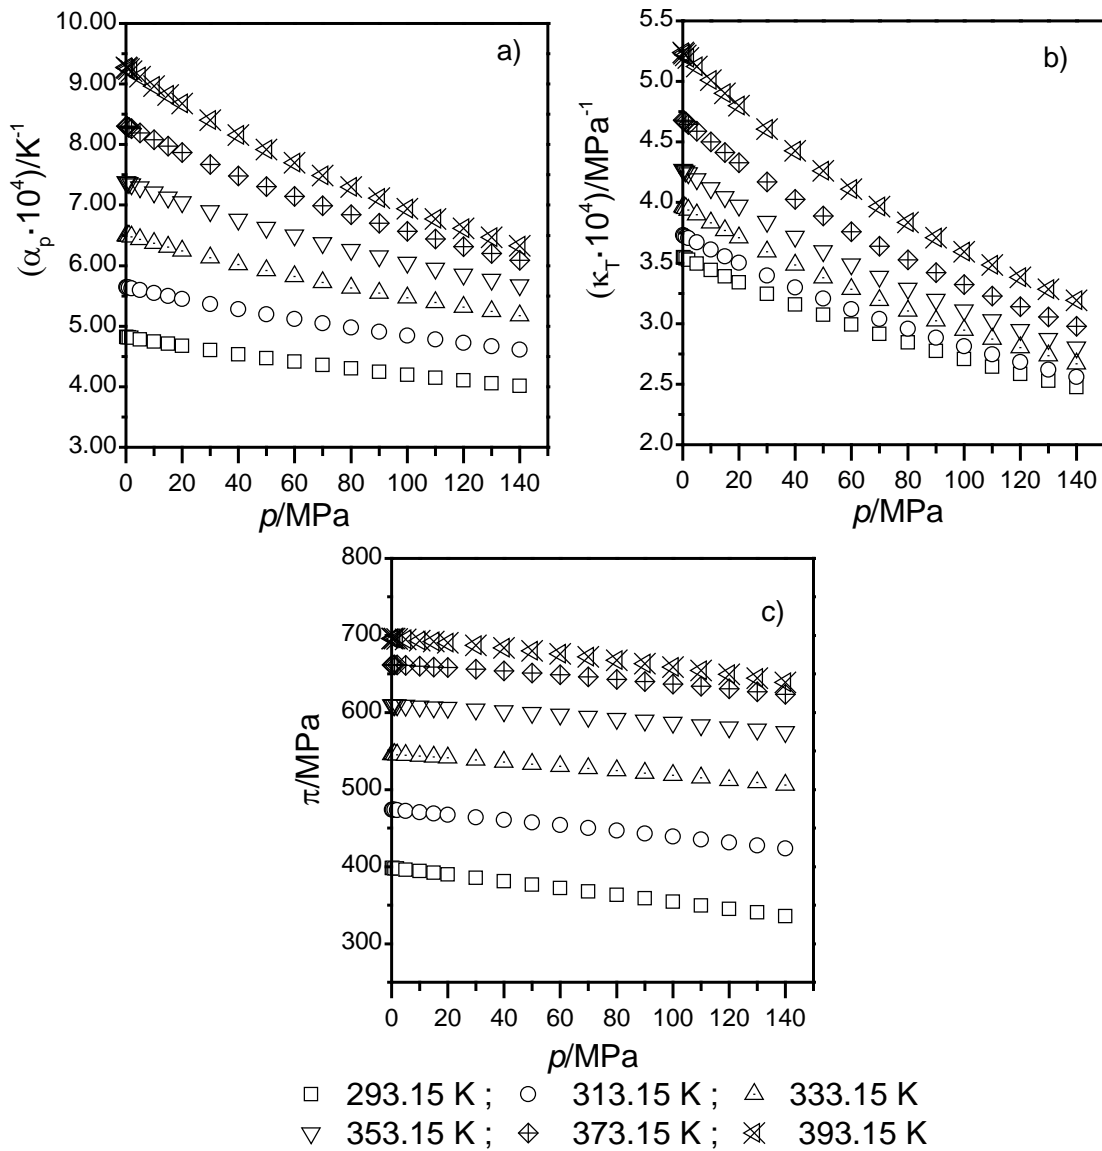 a)
10.00
9.00
8.00
7.00
6.00
5.00
4.00
3.00
(αp·10⁴)/K⁻¹
0 20 40 60 80 100 120 140
p/MPa
b)
5.5
5.0
4.5
4.0
3.5
3.0
2.5
2.0
(κT·10⁴)/MPa⁻¹
0 20 40 60 80 100 120 140
p/MPa
c)
800
700
600
500
400
300
π/MPa
0 20 40 60 80 100 120 140
p/MPa
293.15 K ; 313.15 K ; 333.15 K
353.15 K ; 373.15 K ; 393.15 K